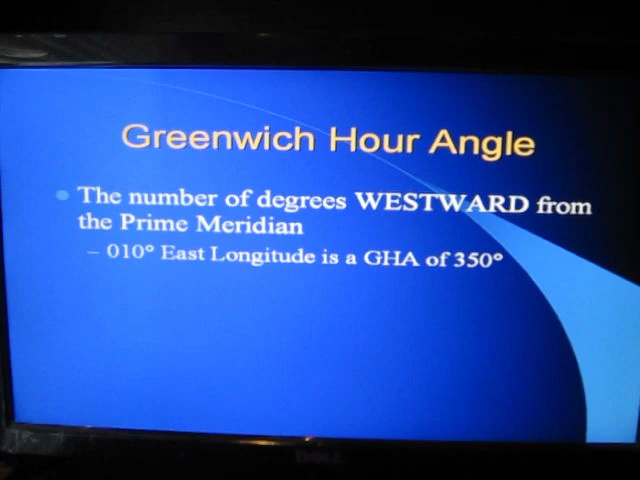 Greenwich Hour Angle
The number of degrees WESTWARD from
the Prime Meridian
– 010° East Longitude is a GHA of 350°
DELL